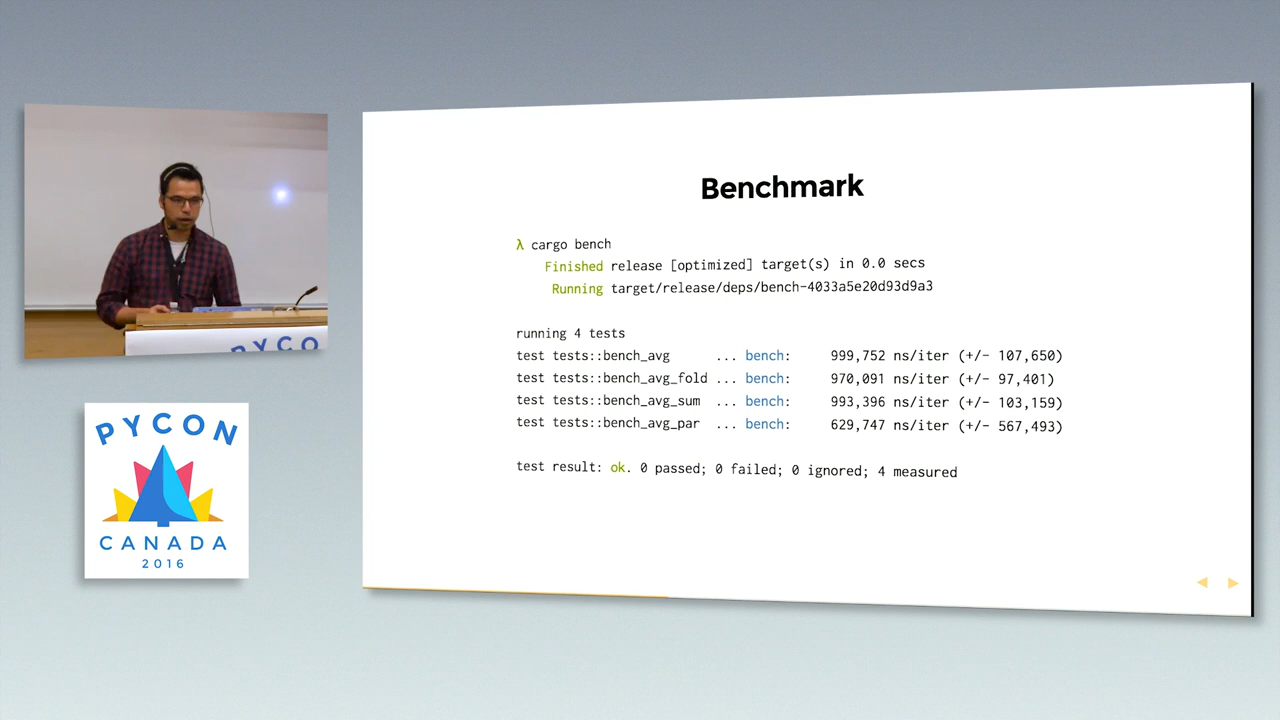 Benchmark
λ cargo bench
Finished release [optimized] target(s) in 0.0 secs
Running target/release/deps/bench-4033a5e20d93d9a3
running 4 tests
test tests::bench_avg ... bench: 999,752 ns/iter (+/- 107,650)
test tests::bench_avg_fold ... bench: 970,091 ns/iter (+/- 97,401)
test tests::bench_avg_sum ... bench: 993,396 ns/iter (+/- 103,159)
test tests::bench_avg_par ... bench: 629,747 ns/iter (+/- 567,493)
test result: ok. 0 passed; 0 failed; 0 ignored; 4 measured
PYCO
PYCON
CANADA
2016